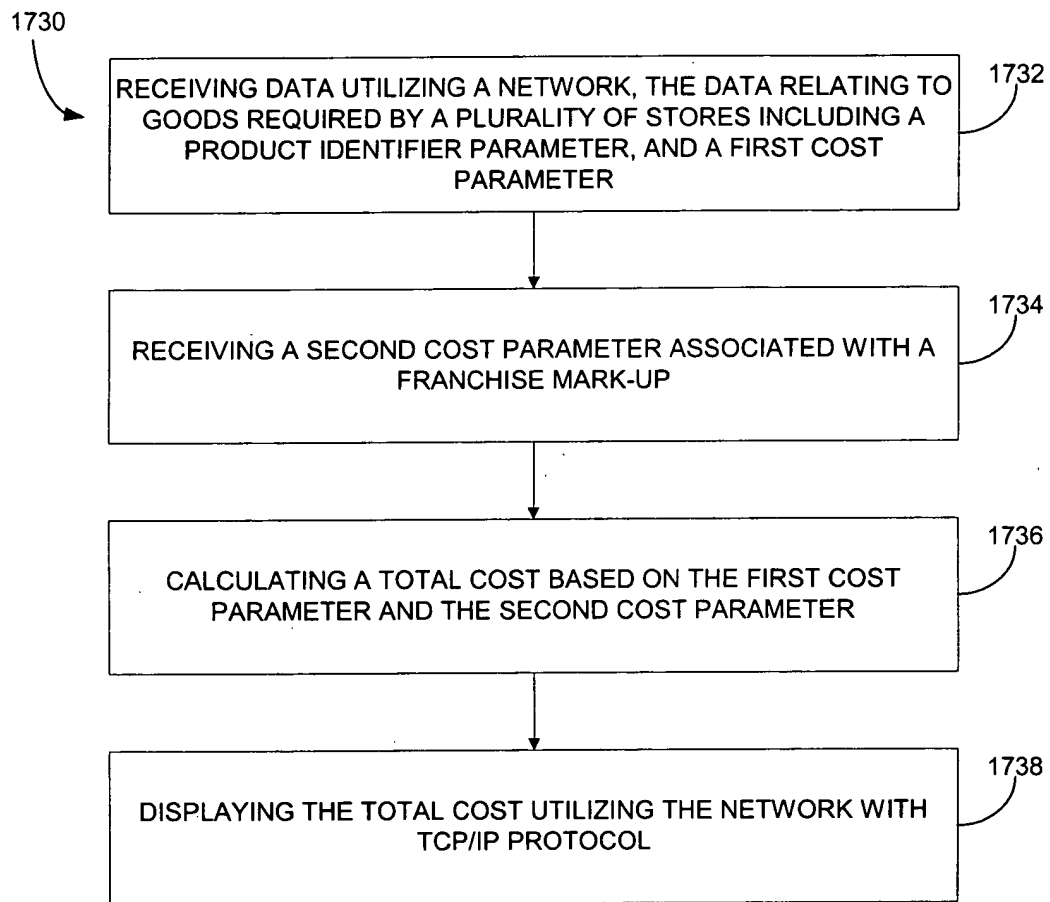 1730
1732
RECEIVING DATA UTILIZING A NETWORK, THE DATA RELATING TO
GOODS REQUIRED BY A PLURALITY OF STORES INCLUDING A
PRODUCT IDENTIFIER PARAMETER, AND A FIRST COST
PARAMETER
1734
RECEIVING A SECOND COST PARAMETER ASSOCIATED WITH A
FRANCHISE MARK-UP
1736
CALCULATING A TOTAL COST BASED ON THE FIRST COST
PARAMETER AND THE SECOND COST PARAMETER
1738
DISPLAYING THE TOTAL COST UTILIZING THE NETWORK WITH
TCP/IP PROTOCOL